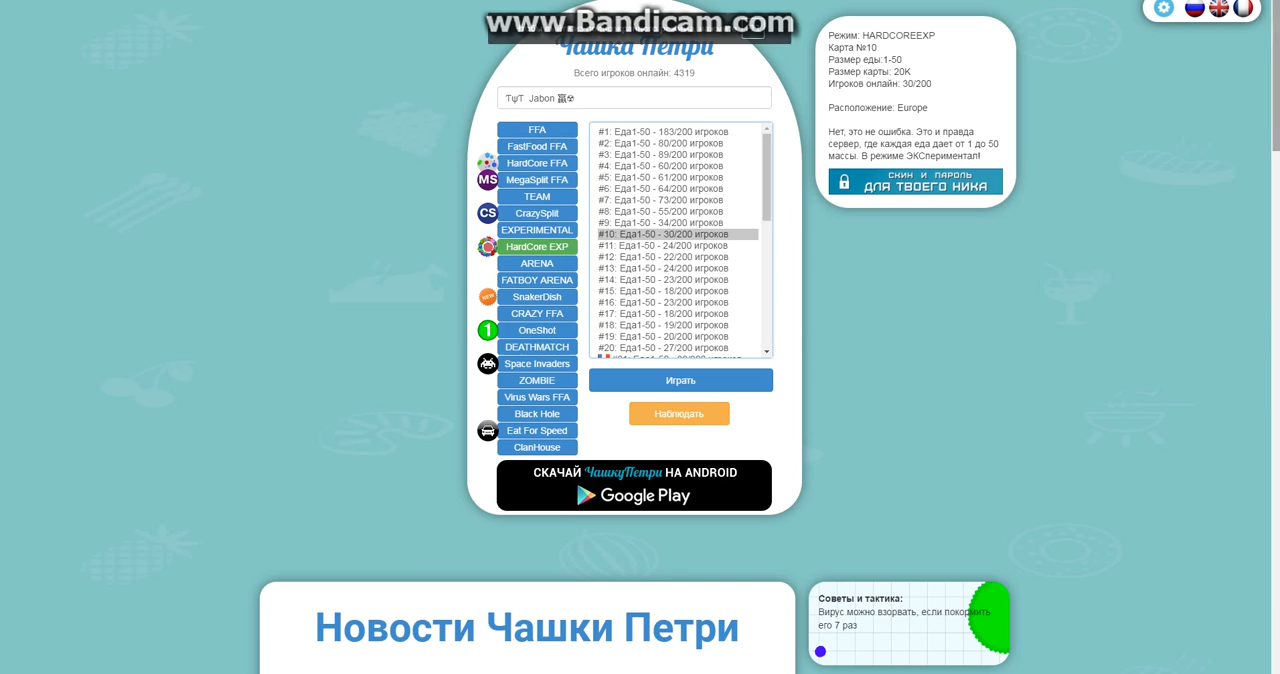 www.Bandicam.com
Чашка Петри
Всего игроков онлайн: 4319
Jabon
FFA
FastFood FFA
HardCore FFA
MS
MegaSplit FFA
TEAM
CS
CrazySplit
EXPERIMENTAL
HardCore EXP
ARENA
FATBOY ARENA
NEW
SnakerDish
CRAZY FFA
1
OneShot
DEATHMATCH
Space Invaders
ZOMBIE
Virus Wars FFA
Black Hole
Eat For Speed
ClanHouse
#1: Еда1-50 - 183/200 игроков
#2: Еда1-50 - 80/200 игроков
#3: Еда1-50 - 89/200 игроков
#4: Еда1-50 - 60/200 игроков
#5: Еда1-50 - 61/200 игроков
#6: Еда1-50 - 64/200 игроков
#7: Еда1-50 - 73/200 игроков
#8: Еда1-50 - 55/200 игроков
#9: Еда1-50 - 34/200 игроков
#10: Еда1-50 - 30/200 игроков
#11: Еда1-50 - 24/200 игроков
#12: Еда1-50 - 22/200 игроков
#13: Еда1-50 - 24/200 игроков
#14: Еда1-50 - 23/200 игроков
#15: Еда1-50 - 18/200 игроков
#16: Еда1-50 - 23/200 игроков
#17: Еда1-50 - 18/200 игроков
#18: Еда1-50 - 19/200 игроков
#19: Еда1-50 - 20/200 игроков
#20: Еда1-50 - 27/200 игроков
Играть
Наблюдать
СКАЧАЙ ЧашкуПетри НА ANDROID
Google Play
Режим: HARDCOREEXP
Карта №10
Размер еды:1-50
Размер карты: 20K
Игроков онлайн: 30/200
Расположение: Europe
Нет, это не ошибка. Это и правда
сервер, где каждая еда дает от 1 до 50
массы. В режиме ЭКСпериментал!
СКИН И ПАРОЛЬ
ДЛЯ ТВОЕГО НИКА
Новости Чашки Петри
Советы и тактика:
Вирус можно взорвать, если покормить
его 7 раз